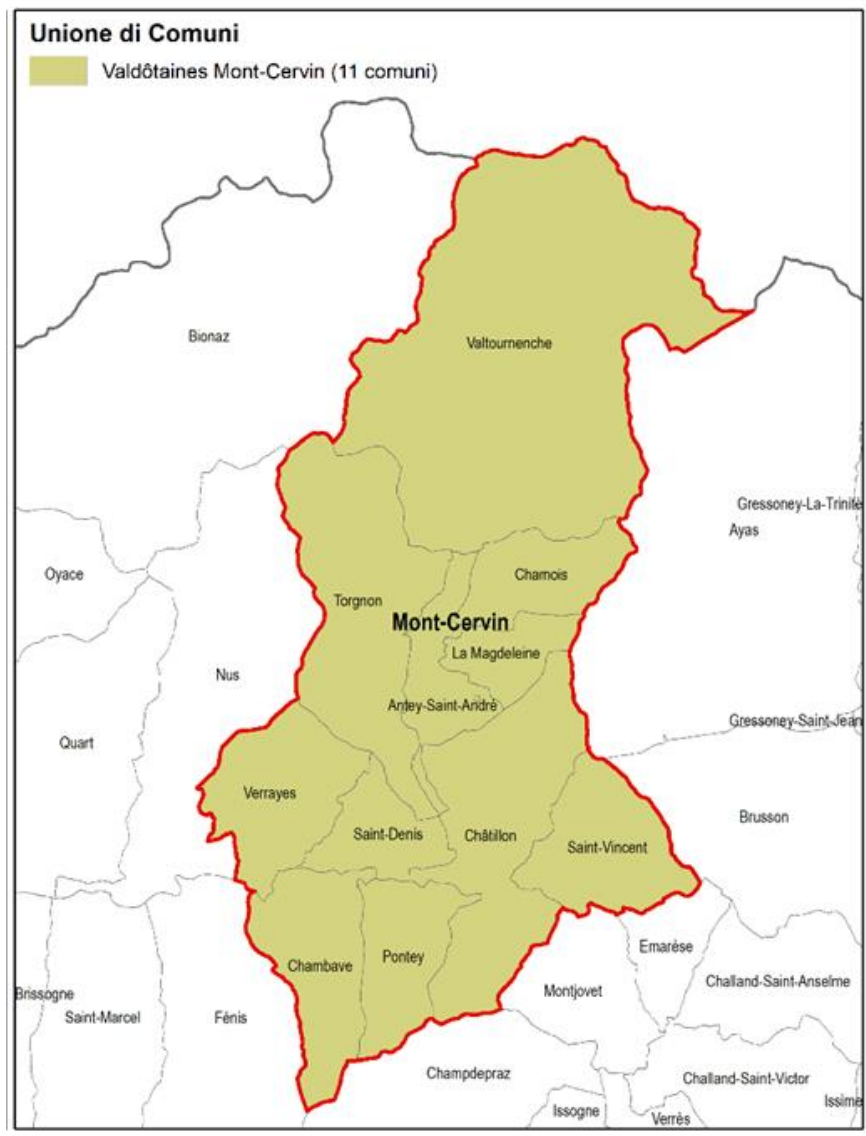 Unione di Comuni
Valdôtaines Mont-Cervin (11 comuni)
Bionaz
Valtournenche
Gressoney-La-Trinité
Ayas
Oyace
Chamois
Torgnon
Mont-Cervin
La Magdeleine
Nus
Antey-Saint-André
Gressoney-Saint-Jean
Quart
Verrayes
Brusson
Saint-Denis
Châtillon
Saint-Vincent
Emarèse
Pontey
Chambave
Challand-Saint-Anselme
Montjovet
Brissogne
Saint-Marcel
Fénis
Champdepraz
Challand-Saint-Victor
Issime
Issogne
Verrès